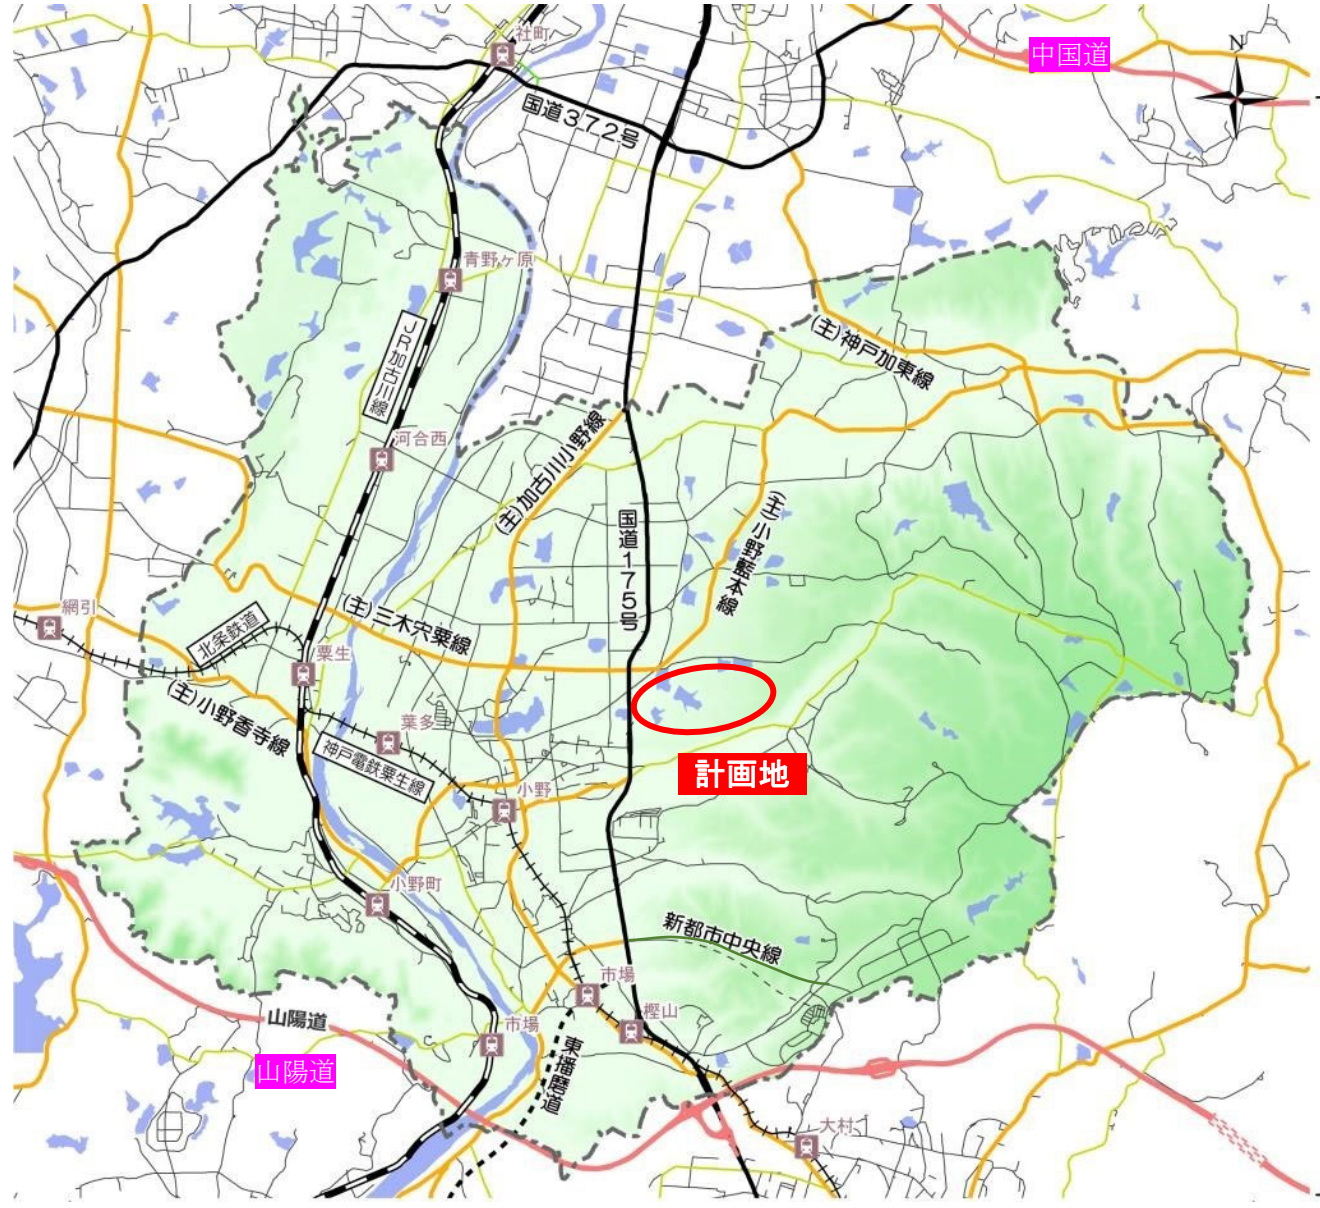 社町
中国道
N
国道372号
青野ヶ原
(主)神戸加東線
JR加古川線
河合西
(主)加古川小野線
国道175号
(主)小野藍本線
網引
北条鉄道
(主)三木宍粟線
粟生
(主)小野香寺線
葉多
神戸電鉄粟生線
計画地
小野
小野町
新都市中央線
市場
樫山
山陽道
市場
山陽道
東播磨道
大村